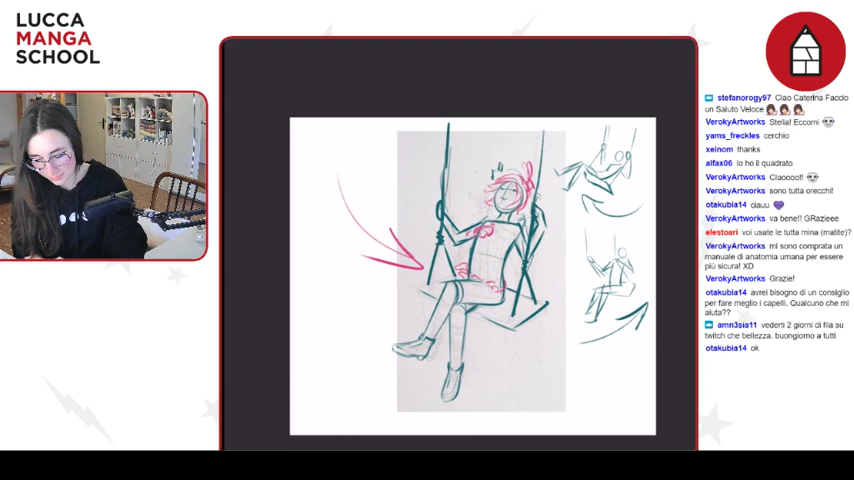 LUCCA
MANGA
SCHOOL
stefanorogy97 Ciao Caterina Faccio
un Saluto Veloce
VerokyArtworks Stella! Eccomi
yams_freckles cerchio
xeinom thanks
alfax06 Io ho il quadrato
VerokyArtworks Claooooo!!
VerokyArtworks sono tutta orecchi!
otakubia14 ciauu
VerokyArtworks va bene!! GRazieee
elestoari voi usate le tutta mina (matite)?
VerokyArtworks mi sono comprata un
manuale di anatomia umana per essere
più sicura! XD
VerokyArtworks Grazie!
otakubia14 avrei bisogno di un consiglio
per fare meglio i capelli. Qualcuno che mi
aiuta??
amn3sia11 vederti 2 giorni di fila su
twitch che bellezza. buongiorno a tutti
otakubia14 ok